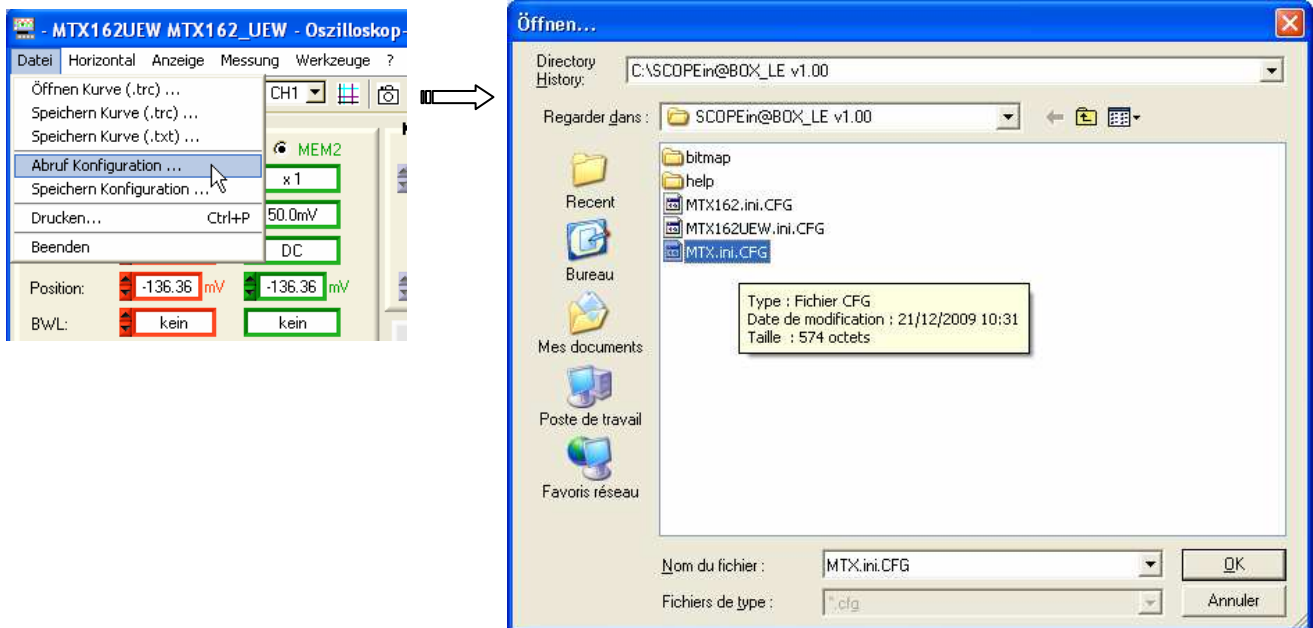 - MTX162UEW MTX162_UEW - Oszilloskop-
Datei Horizontal Anzeige Messung Werkzeuge ?
Öffnen Kurve (.trc) ...
Speichern Kurve (.trc) ...
Speichern Kurve (.txt) ...
Abruf Konfiguration ...
Speichern Konfiguration ...
Drucken... Ctrl+P
Beenden
CH1
MEM2
x 1
50.0mV
DC
Position: -136.36 mV -136.36 mV
BWL: kein kein
Öffnen...
Directory
History:
C:\SCOPEin@BOX_LE v1.00
Regarder dans : SCOPEin@BOX_LE v1.00
Recent
Bureau
Mes documents
Poste de travail
Favoris réseau
bitmap
help
MTX162.ini.CFG
MTX162UEW.ini.CFG
MTX.ini.CFG
Type : Fichier CFG
Date de modification : 21/12/2009 10:31
Taille : 574 octets
Nom du fichier : MTX.ini.CFG OK
Fichiers de type : *.cfg Annuler